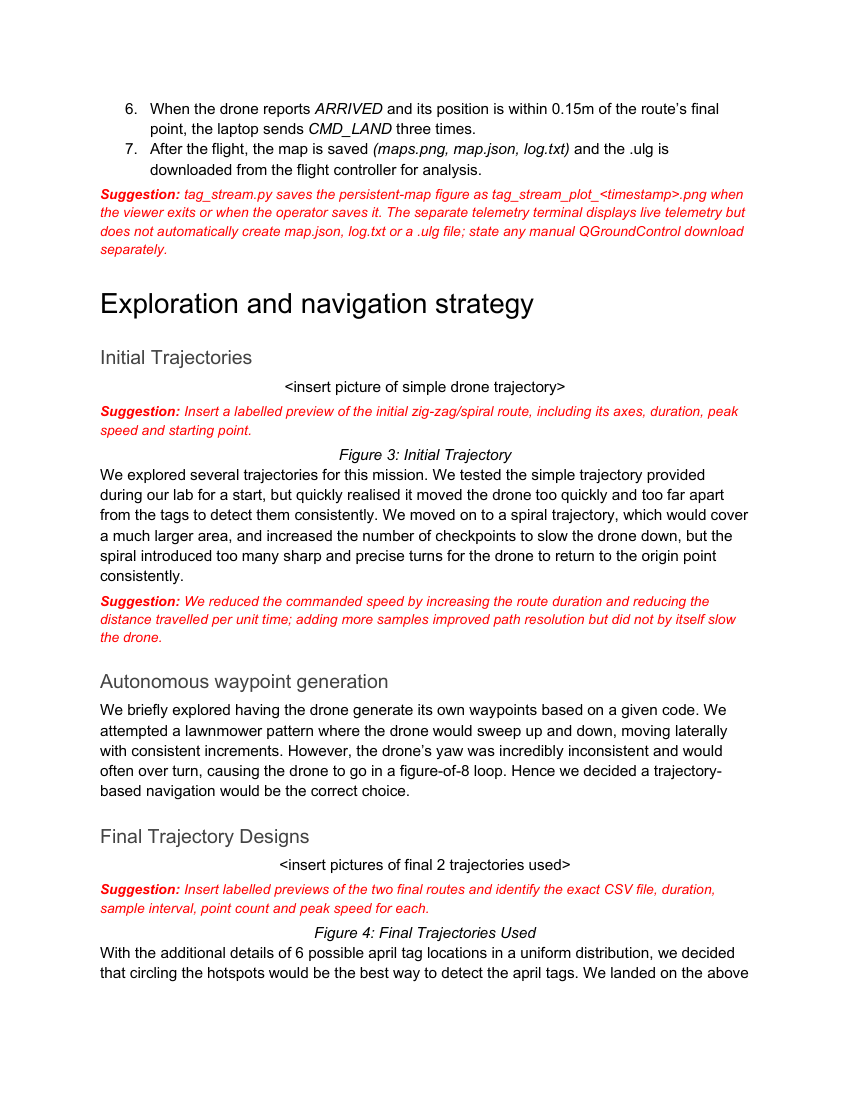 6. When the drone reports ARRIVED and its position is within 0.15m of the route's final
point, the laptop sends CMD_LAND three times.
7. After the flight, the map is saved (maps.png, map.json, log.txt) and the .ulg is
downloaded from the flight controller for analysis.
Suggestion: tag_stream.py saves the persistent-map figure as tag_stream_plot_<timestamp>.png when
the viewer exits or when the operator saves it. The separate telemetry terminal displays live telemetry but
does not automatically create map.json, log.txt or a .ulg file; state any manual QGroundControl download
separately.
Exploration and navigation strategy
Initial Trajectories
<insert picture of simple drone trajectory>
Suggestion: Insert a labelled preview of the initial zig-zag/spiral route, including its axes, duration, peak
speed and starting point.
Figure 3: Initial Trajectory
We explored several trajectories for this mission. We tested the simple trajectory provided
during our lab for a start, but quickly realised it moved the drone too quickly and too far apart
from the tags to detect them consistently. We moved on to a spiral trajectory, which would cover
a much larger area, and increased the number of checkpoints to slow the drone down, but the
spiral introduced too many sharp and precise turns for the drone to return to the origin point
consistently.
Suggestion: We reduced the commanded speed by increasing the route duration and reducing the
distance travelled per unit time; adding more samples improved path resolution but did not by itself slow
the drone.
Autonomous waypoint generation
We briefly explored having the drone generate its own waypoints based on a given code. We
attempted a lawnmower pattern where the drone would sweep up and down, moving laterally
with consistent increments. However, the drone's yaw was incredibly inconsistent and would
often over turn, causing the drone to go in a figure-of-8 loop. Hence we decided a trajectory-
based navigation would be the correct choice.
Final Trajectory Designs
<insert pictures of final 2 trajectories used>
Suggestion: Insert labelled previews of the two final routes and identify the exact CSV file, duration,
sample interval, point count and peak speed for each.
Figure 4: Final Trajectories Used
With the additional details of 6 possible april tag locations in a uniform distribution, we decided
that circling the hotspots would be the best way to detect the april tags. We landed on the above